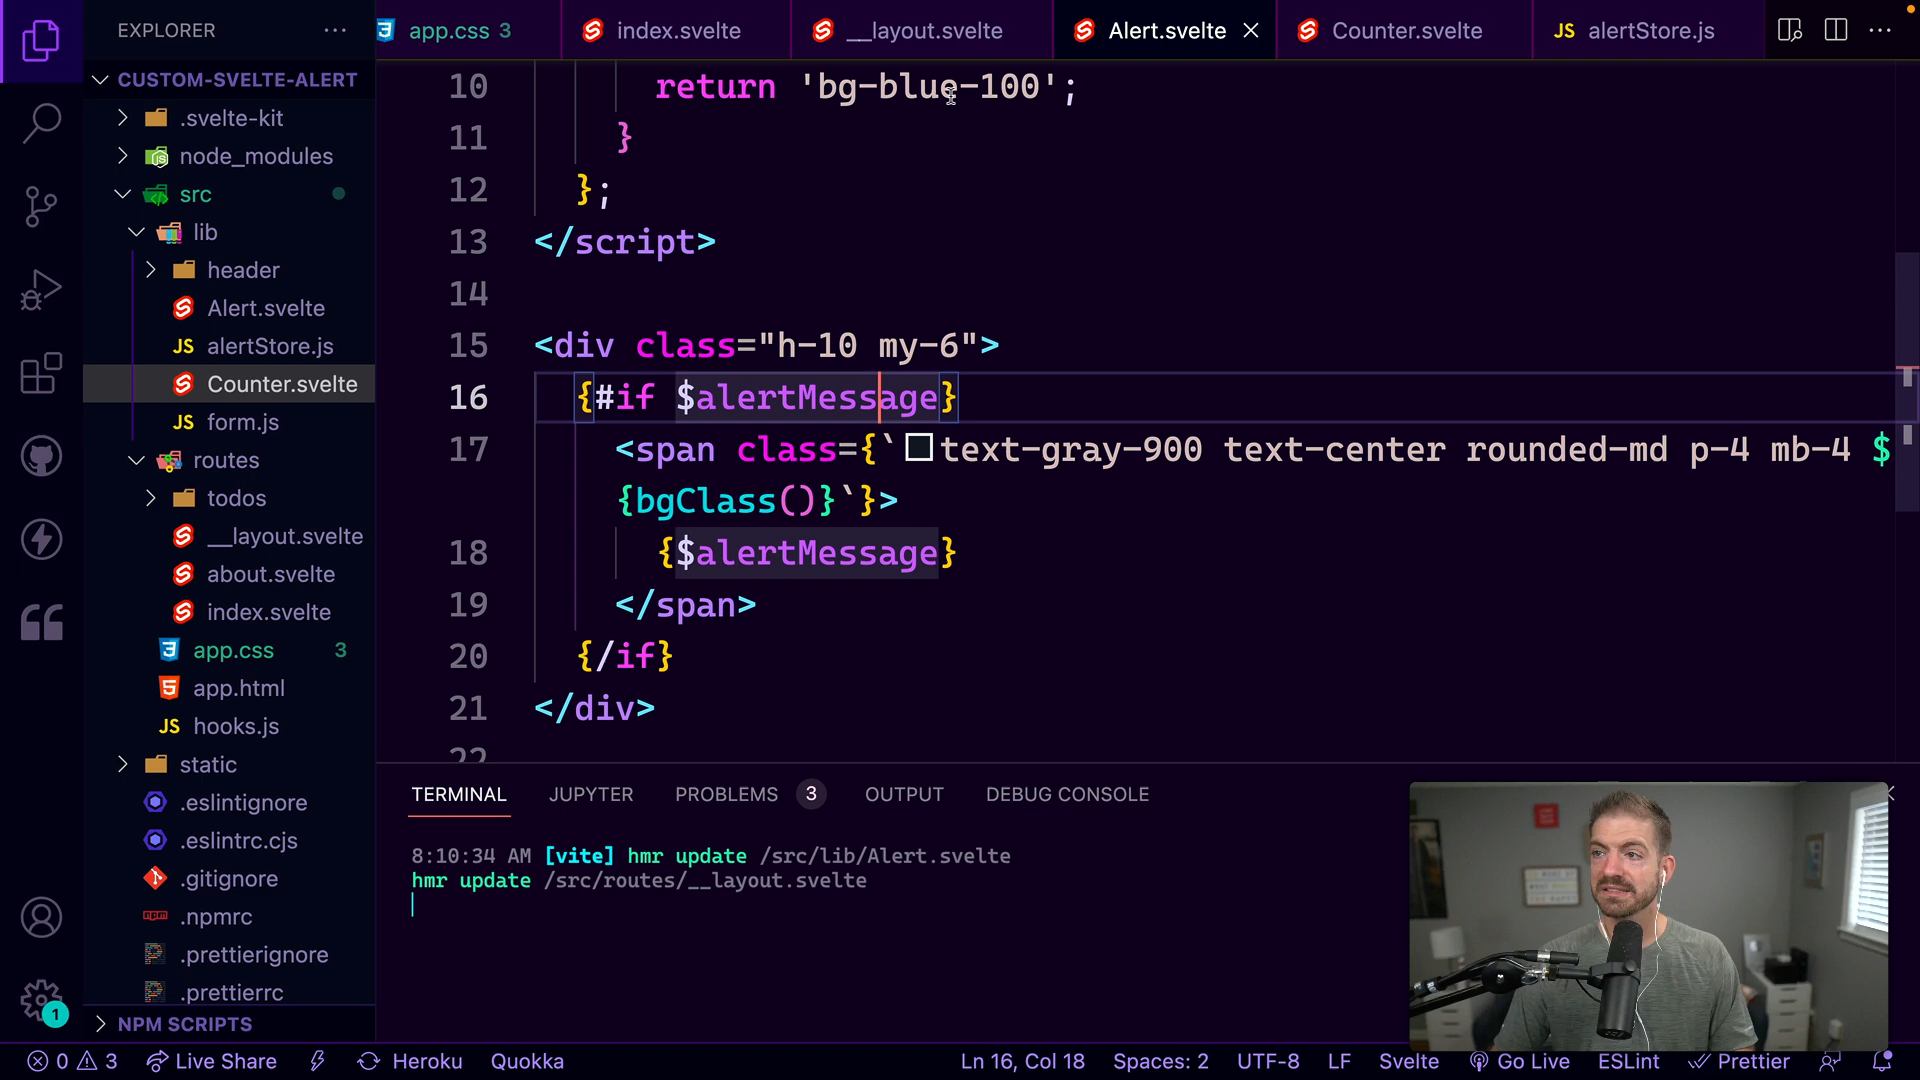 EXPLORER
app.css 3
index.svelte
__layout.svelte
Alert.svelte
Counter.svelte
JS alertStore.js
CUSTOM-SVELTE-ALERT
.svelte-kit
node_modules
src
lib
header
Alert.svelte
JS alertStore.js
Counter.svelte
JS form.js
routes
todos
__layout.svelte
about.svelte
index.svelte
app.css 3
app.html
JS hooks.js
static
.eslintignore
.eslintrc.cjs
.gitignore
.npmrc
.prettierignore
.prettierrc
NPM SCRIPTS
1
10 return 'bg-blue-100';
11 }
12 };
13 </script>
14
15 <div class="h-10 my-6">
16 {#if $alertMessage}
17 <span class={`text-gray-900 text-center rounded-md p-4 mb-4 $
{bgClass()}`}>
18 {$alertMessage}
19 </span>
20 {/if}
21 </div>
22
TERMINAL JUPYTER PROBLEMS 3 OUTPUT DEBUG CONSOLE
8:10:34 AM [vite] hmr update /src/lib/Alert.svelte
hmr update /src/routes/__layout.svelte
0 3 Live Share Heroku Quokka Ln 16, Col 18 Spaces: 2 UTF-8 LF Svelte Go Live ESLint Prettier